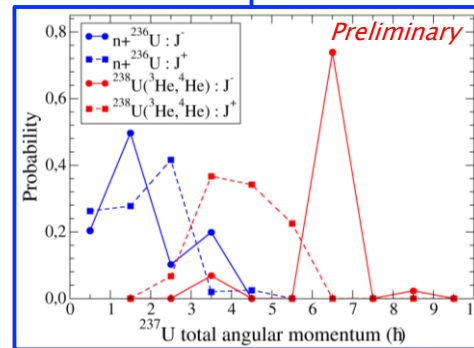 Preliminary
0,8
0,6
0,4
0,2
0,0
Probability
n+²³⁶U : J⁻
n+²³⁶U : J⁺
²³⁸U(³He,⁴He) : J⁻
²³⁸U(³He,⁴He) : J⁺
0 1 2 3 4 5 6 7 8 9
²³⁷U total angular momentum (ħ)